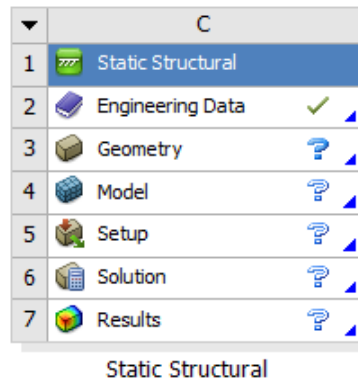 C
1 Static Structural
2 Engineering Data
3 Geometry
4 Model
5 Setup
6 Solution
7 Results
Static Structural